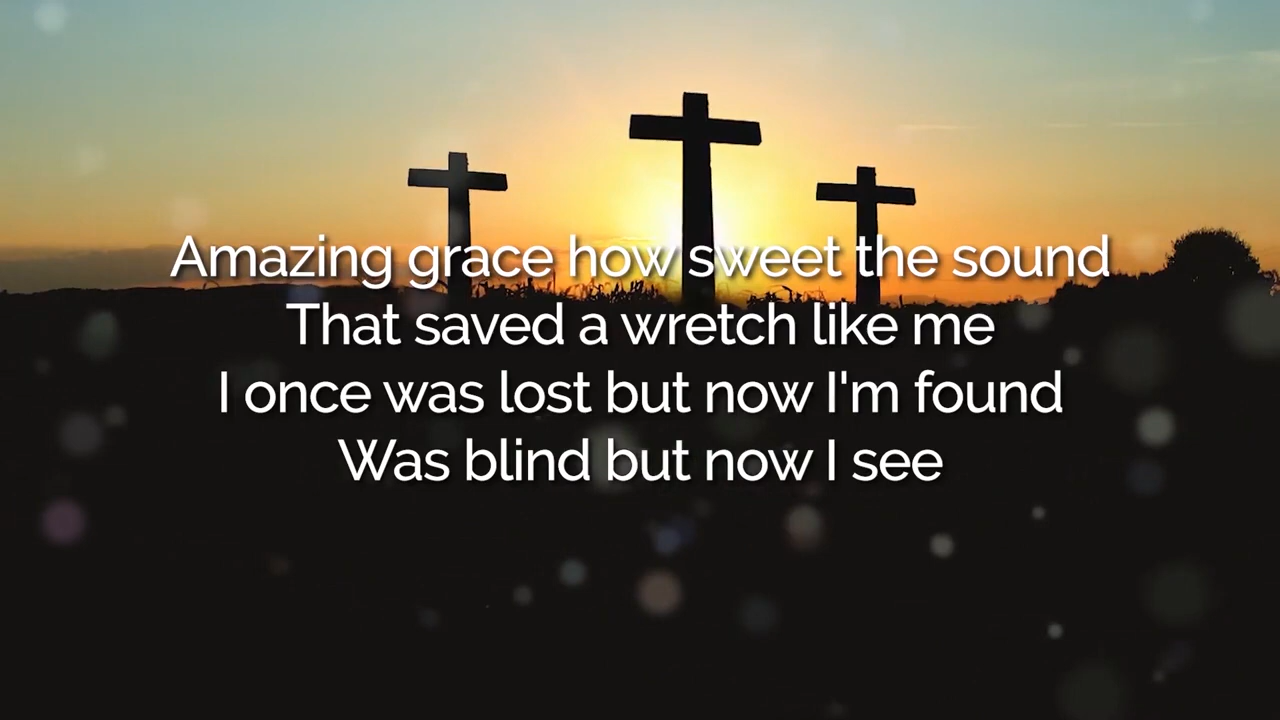 Amazing grace how sweet the sound
That saved a wretch like me
I once was lost but now I'm found
Was blind but now I see